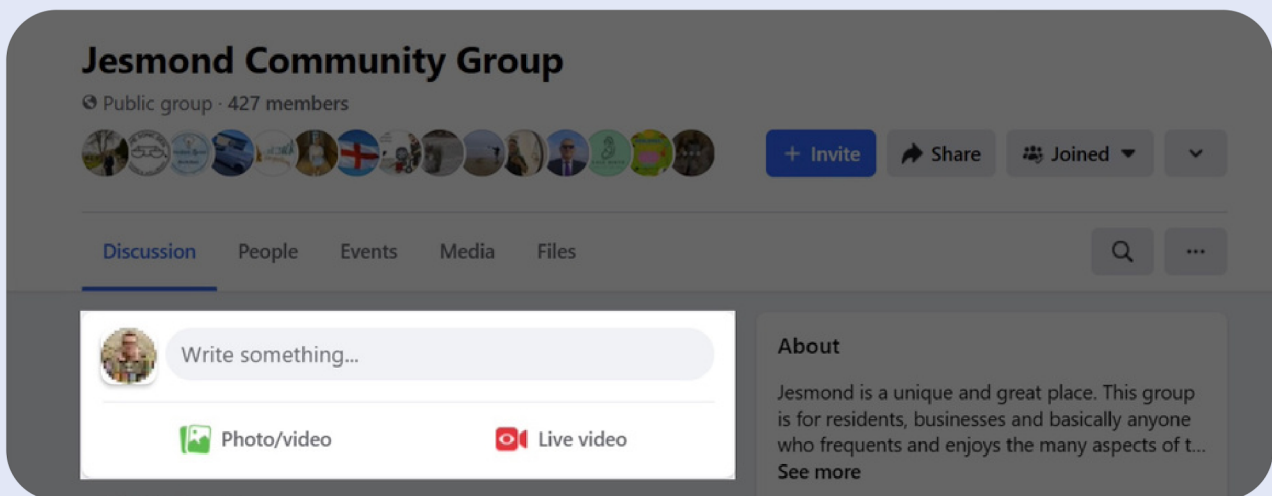 Jesmond Community Group
Public group · 427 members
+ Invite
Share
Joined
Discussion
People
Events
Media
Files
Write something...
Photo/video
Live video
About
Jesmond is a unique and great place. This group
is for residents, businesses and basically anyone
who frequents and enjoys the many aspects of t...
See more